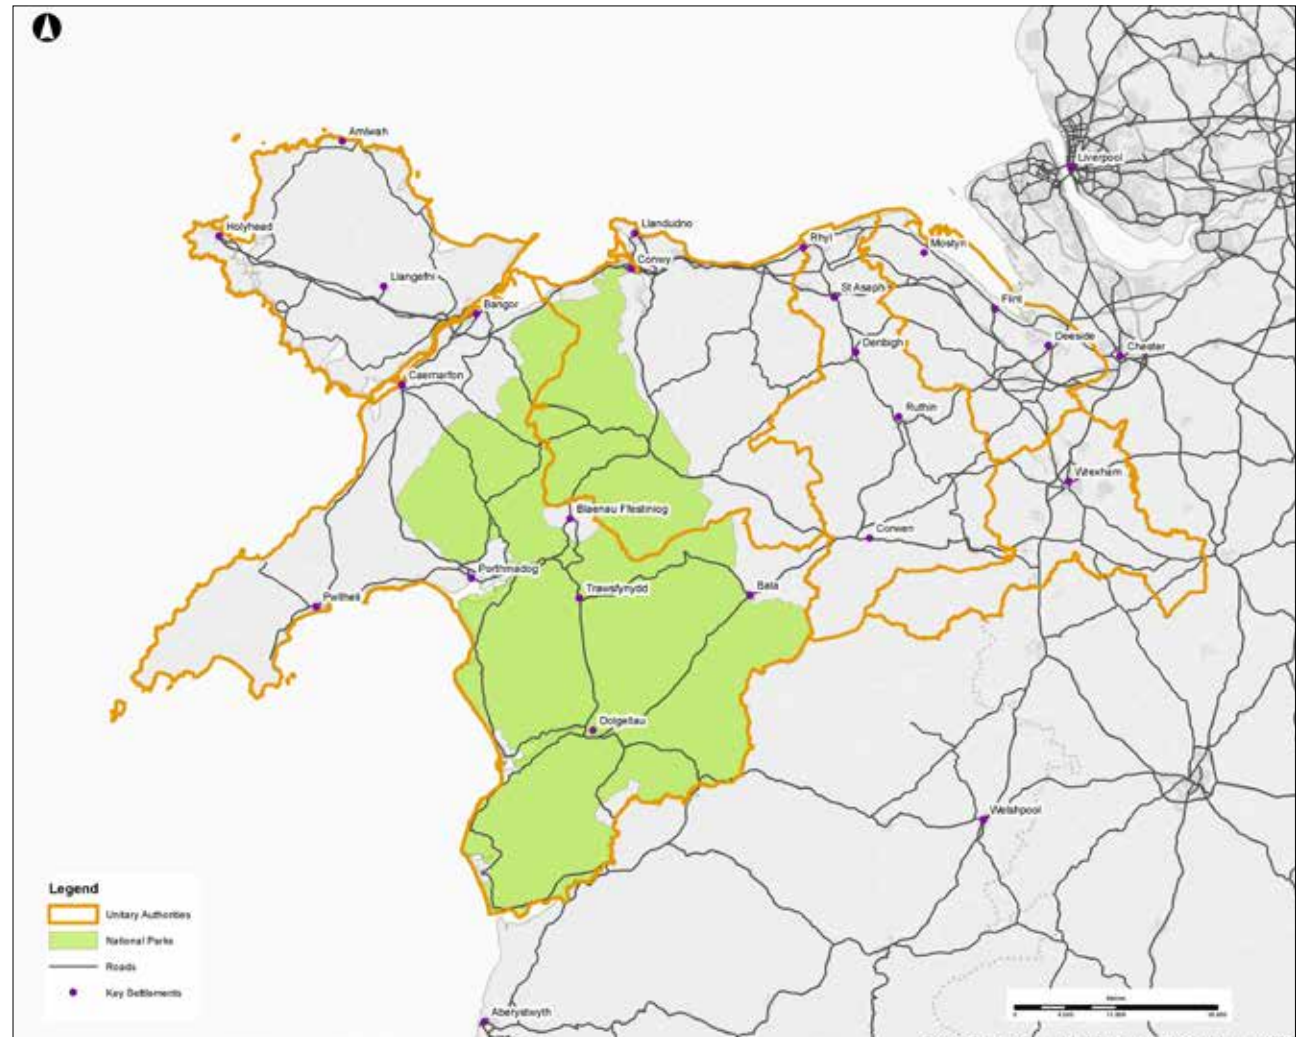 Amlwch
Liverpool
Holyhead
Llandudno
Rhyl
Mostyn
Conwy
Llangefni
St Asaph
Bangor
Flint
Denbigh
Deeside
Chester
Caernarfon
Ruthin
Wrexham
Blaenau Ffestiniog
Corwen
Porthmadog
Trawsfynydd
Bala
Pwllheli
Dolgellau
Welshpool
Legend
Unitary Authorities
National Parks
Roads
Key Settlements
Aberystwyth
0